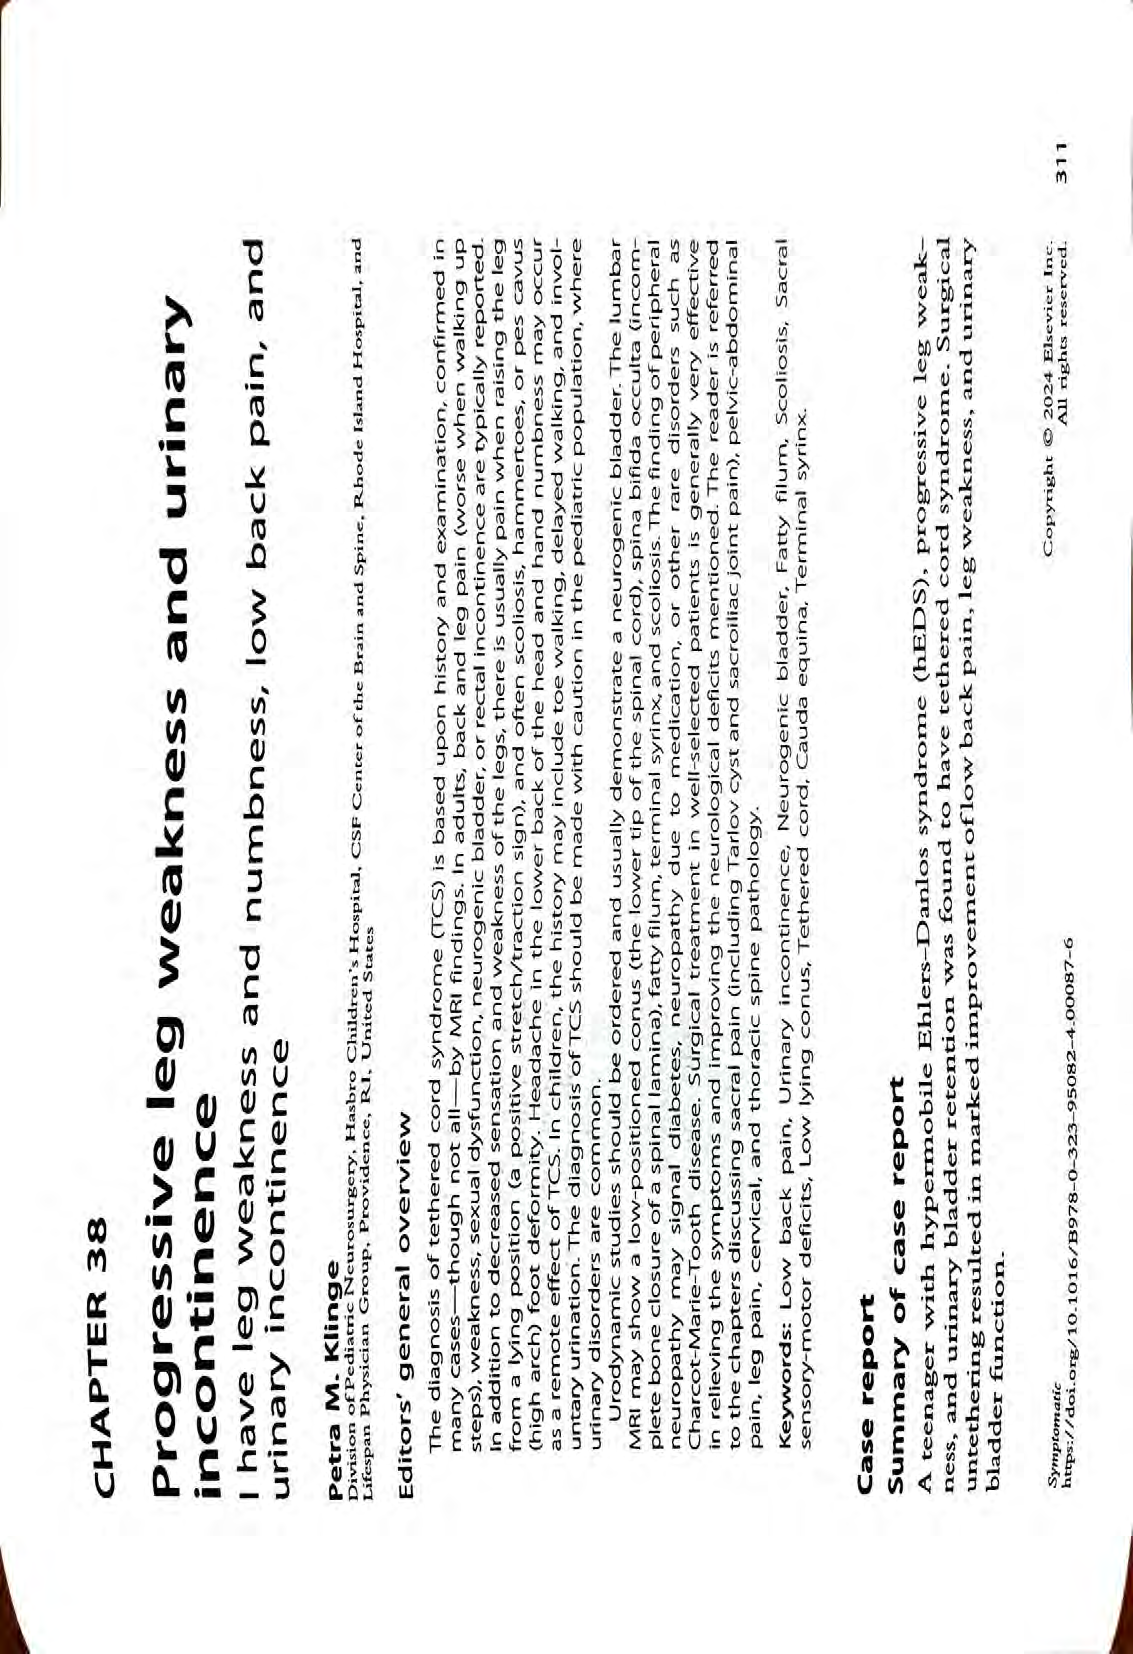 CHAPTER 38
Progressive leg weakness and urinary
incontinence
I have leg weakness and numbness, low back pain, and
urinary incontinence
Petra M. Klinge
Division of Pediatric Neurosurgery, Hasbro Children's Hospital, CSF Center of the Brain and Spine, Rhode Island Hospital, and
Lifespan Physician Group, Providence, RI, United States
Editors' general overview
The diagnosis of tethered cord syndrome (TCS) is based upon history and examination, confirmed in
many cases—though not all—by MRI findings. In adults, back and leg pain (worse when walking up
steps), weakness, sexual dysfunction, neurogenic bladder, or rectal incontinence are typically reported.
In addition to decreased sensation and weakness of the legs, there is usually pain when raising the leg
from a lying position (a positive stretch/traction sign), and often scoliosis, hammertoes, or pes cavus
(high arch) foot deformity. Headache in the lower back of the head and hand numbness may occur
as a remote effect of TCS. In children, the history may include toe walking, delayed walking, and invol-
untary urination. The diagnosis of TCS should be made with caution in the pediatric population, where
urinary disorders are common.
Urodynamic studies should be ordered and usually demonstrate a neurogenic bladder. The lumbar
MRI may show a low-positioned conus (the lower tip of the spinal cord), spina bifida occulta (incom-
plete bone closure of a spinal lamina), fatty filum, terminal syrinx, and scoliosis. The finding of peripheral
neuropathy may signal diabetes, neuropathy due to medication, or other rare disorders such as
Charcot-Marie-Tooth disease. Surgical treatment in well-selected patients is generally very effective
in relieving the symptoms and improving the neurological deficits mentioned. The reader is referred
to the chapters discussing sacral pain (including Tarlov cyst and sacroiliac joint pain), pelvic-abdominal
pain, leg pain, cervical, and thoracic spine pathology.
Keywords: Low back pain, Urinary incontinence, Neurogenic bladder, Fatty filum, Scoliosis, Sacral
sensory-motor deficits, Low lying conus, Tethered cord, Cauda equina, Terminal syrinx.
Case report
Summary of case report
A teenager with hypermobile Ehlers–Danlos syndrome (hEDS), progressive leg weak-
ness, and urinary bladder retention was found to have tethered cord syndrome. Surgical
untethering resulted in marked improvement of low back pain, leg weakness, and urinary
bladder function.
Symptomatic
https://doi.org/10.1016/B978-0-323-95082-4.00087-6
Copyright © 2024 Elsevier Inc.
All rights reserved.
311